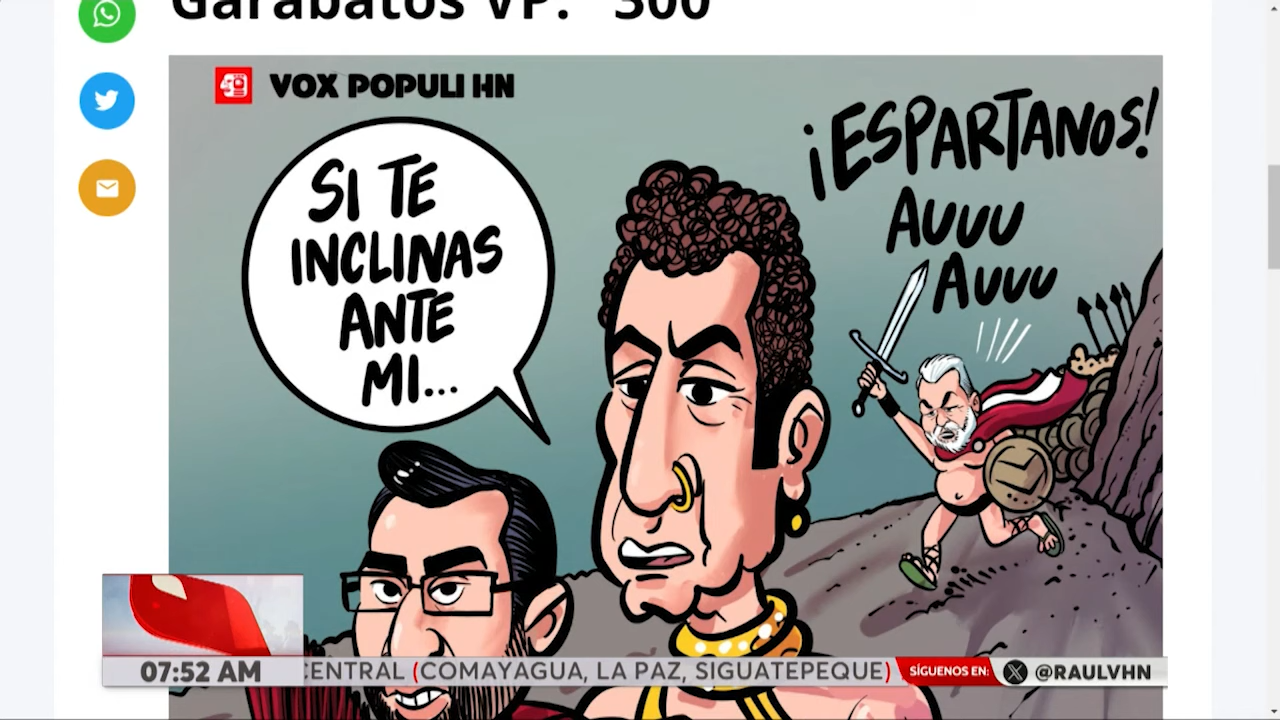 Garabatos VP: "300"
VOX POPULI HN
SI TE
INCLINAS
ANTE
MI...
¡ESPARTANOS!
AUUU
AUUU
07:52 AM
CENTRAL (COMAYAGUA, LA PAZ, SIGUATEPEQUE)
SÍGUENOS EN:
@RAULVHN